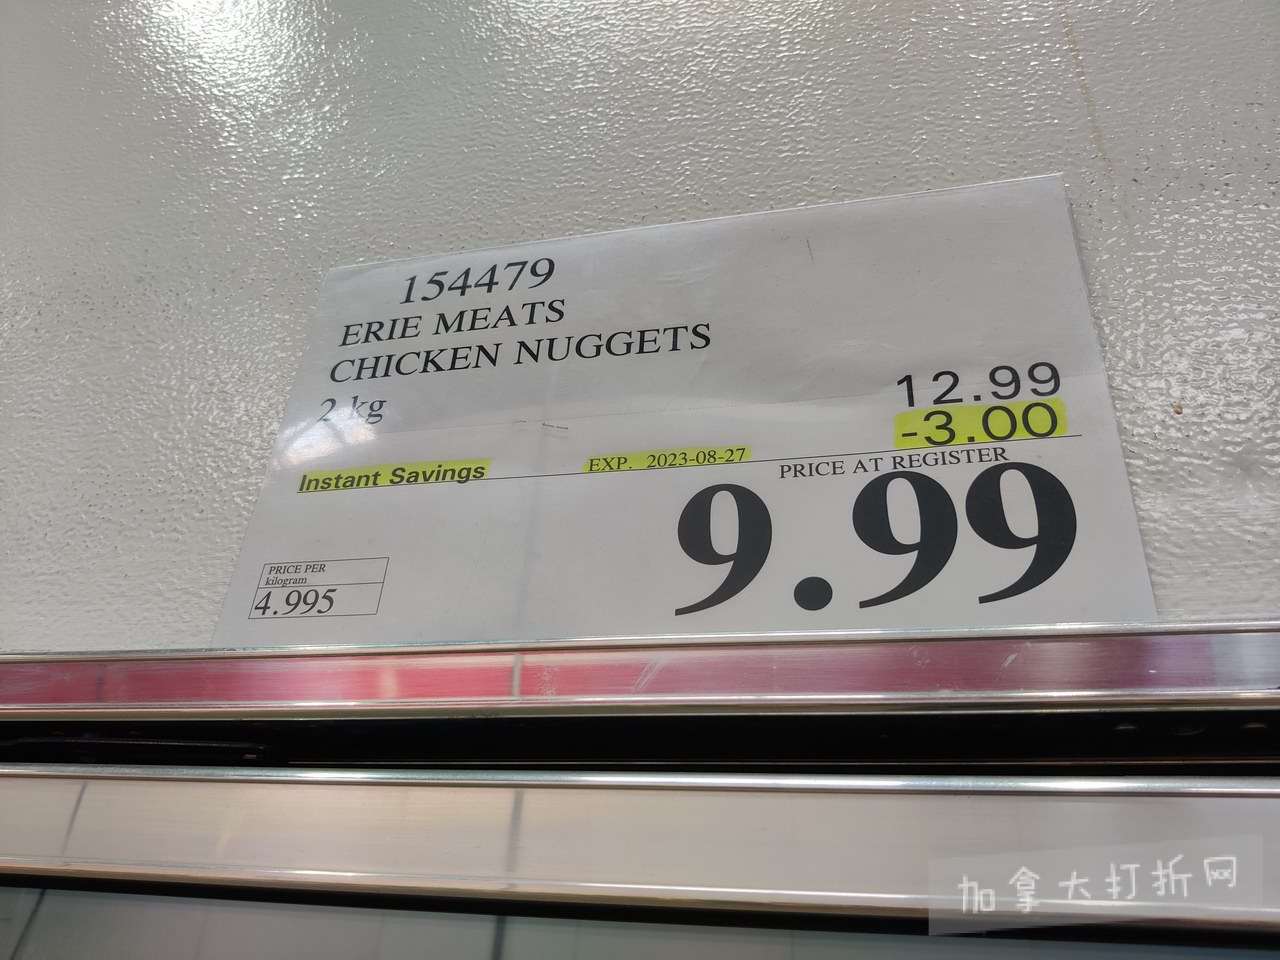 154479
ERIE MEATS
CHICKEN NUGGETS
2 kg
12.99
-3.00
Instant Savings EXP. 2023-08-27
PRICE AT REGISTER
9.99
PRICE PER
kilogram
4.995
加拿大打折网